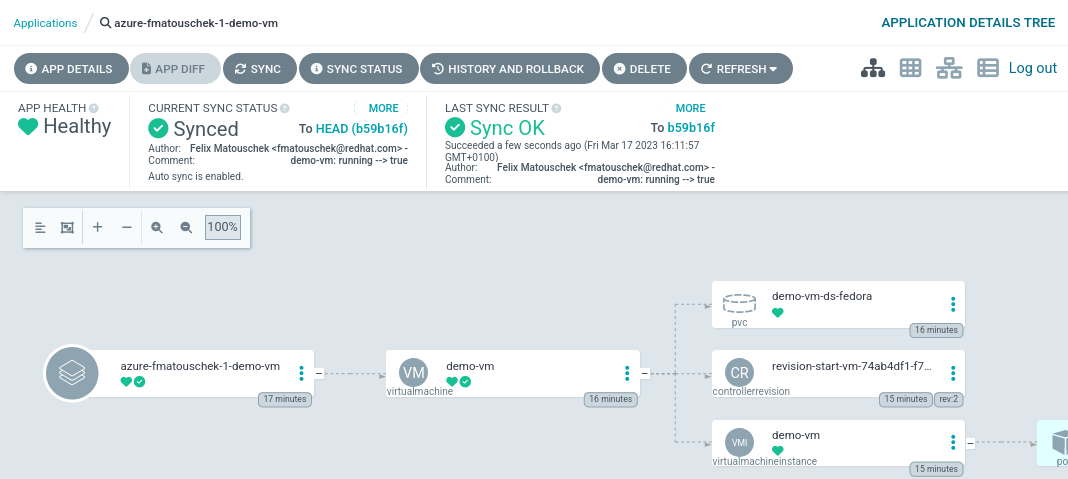 Applications / azure-fmatouschek-1-demo-vm
APPLICATION DETAILS TREE
APP DETAILS APP DIFF SYNC SYNC STATUS HISTORY AND ROLLBACK DELETE REFRESH Log out
APP HEALTH
Healthy
CURRENT SYNC STATUS MORE
Synced To HEAD (b59b16f)
Author: Felix Matouschek <fmatouschek@redhat.com> -
Comment: demo-vm: running --> true
Auto sync is enabled.
LAST SYNC RESULT MORE
Sync OK To b59b16f
Succeeded a few seconds ago (Fri Mar 17 2023 16:11:57
GMT+0100)
Author: Felix Matouschek <fmatouschek@redhat.com> -
Comment: demo-vm: running --> true
100%
azure-fmatouschek-1-demo-vm
17 minutes
VM
virtualmachine
demo-vm
16 minutes
pvc
demo-vm-ds-fedora
16 minutes
CR
controllerrevision
revision-start-vm-74ab4df1-f7...
15 minutes rev:2
VMI
virtualmachineinstance
demo-vm
15 minutes